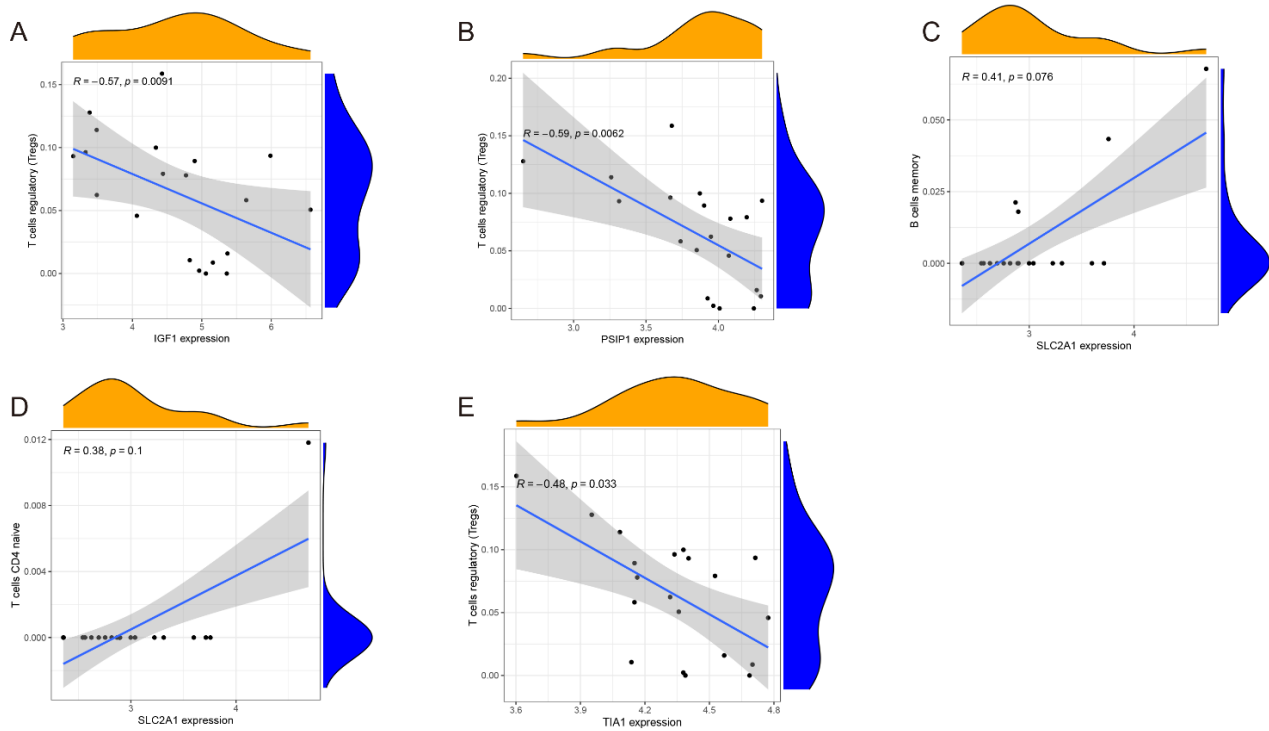 A
R = −0.57, p = 0.0091
T cells regulatory (Tregs)
0.15
0.10
0.05
0.00
3 4 5 6
IGF1 expression
B
R = −0.59, p = 0.0062
T cells regulatory (Tregs)
0.20
0.15
0.10
0.05
0.00
3.0 3.5 4.0
PSIP1 expression
C
R = 0.41, p = 0.076
B cells memory
0.050
0.025
0.000
3 4
SLC2A1 expression
D
R = 0.38, p = 0.1
T cells CD4 naive
0.012
0.008
0.004
0.000
3 4
SLC2A1 expression
E
R = −0.48, p = 0.033
T cells regulatory (Tregs)
0.15
0.10
0.05
0.00
3.6 3.9 4.2 4.5 4.8
TIA1 expression